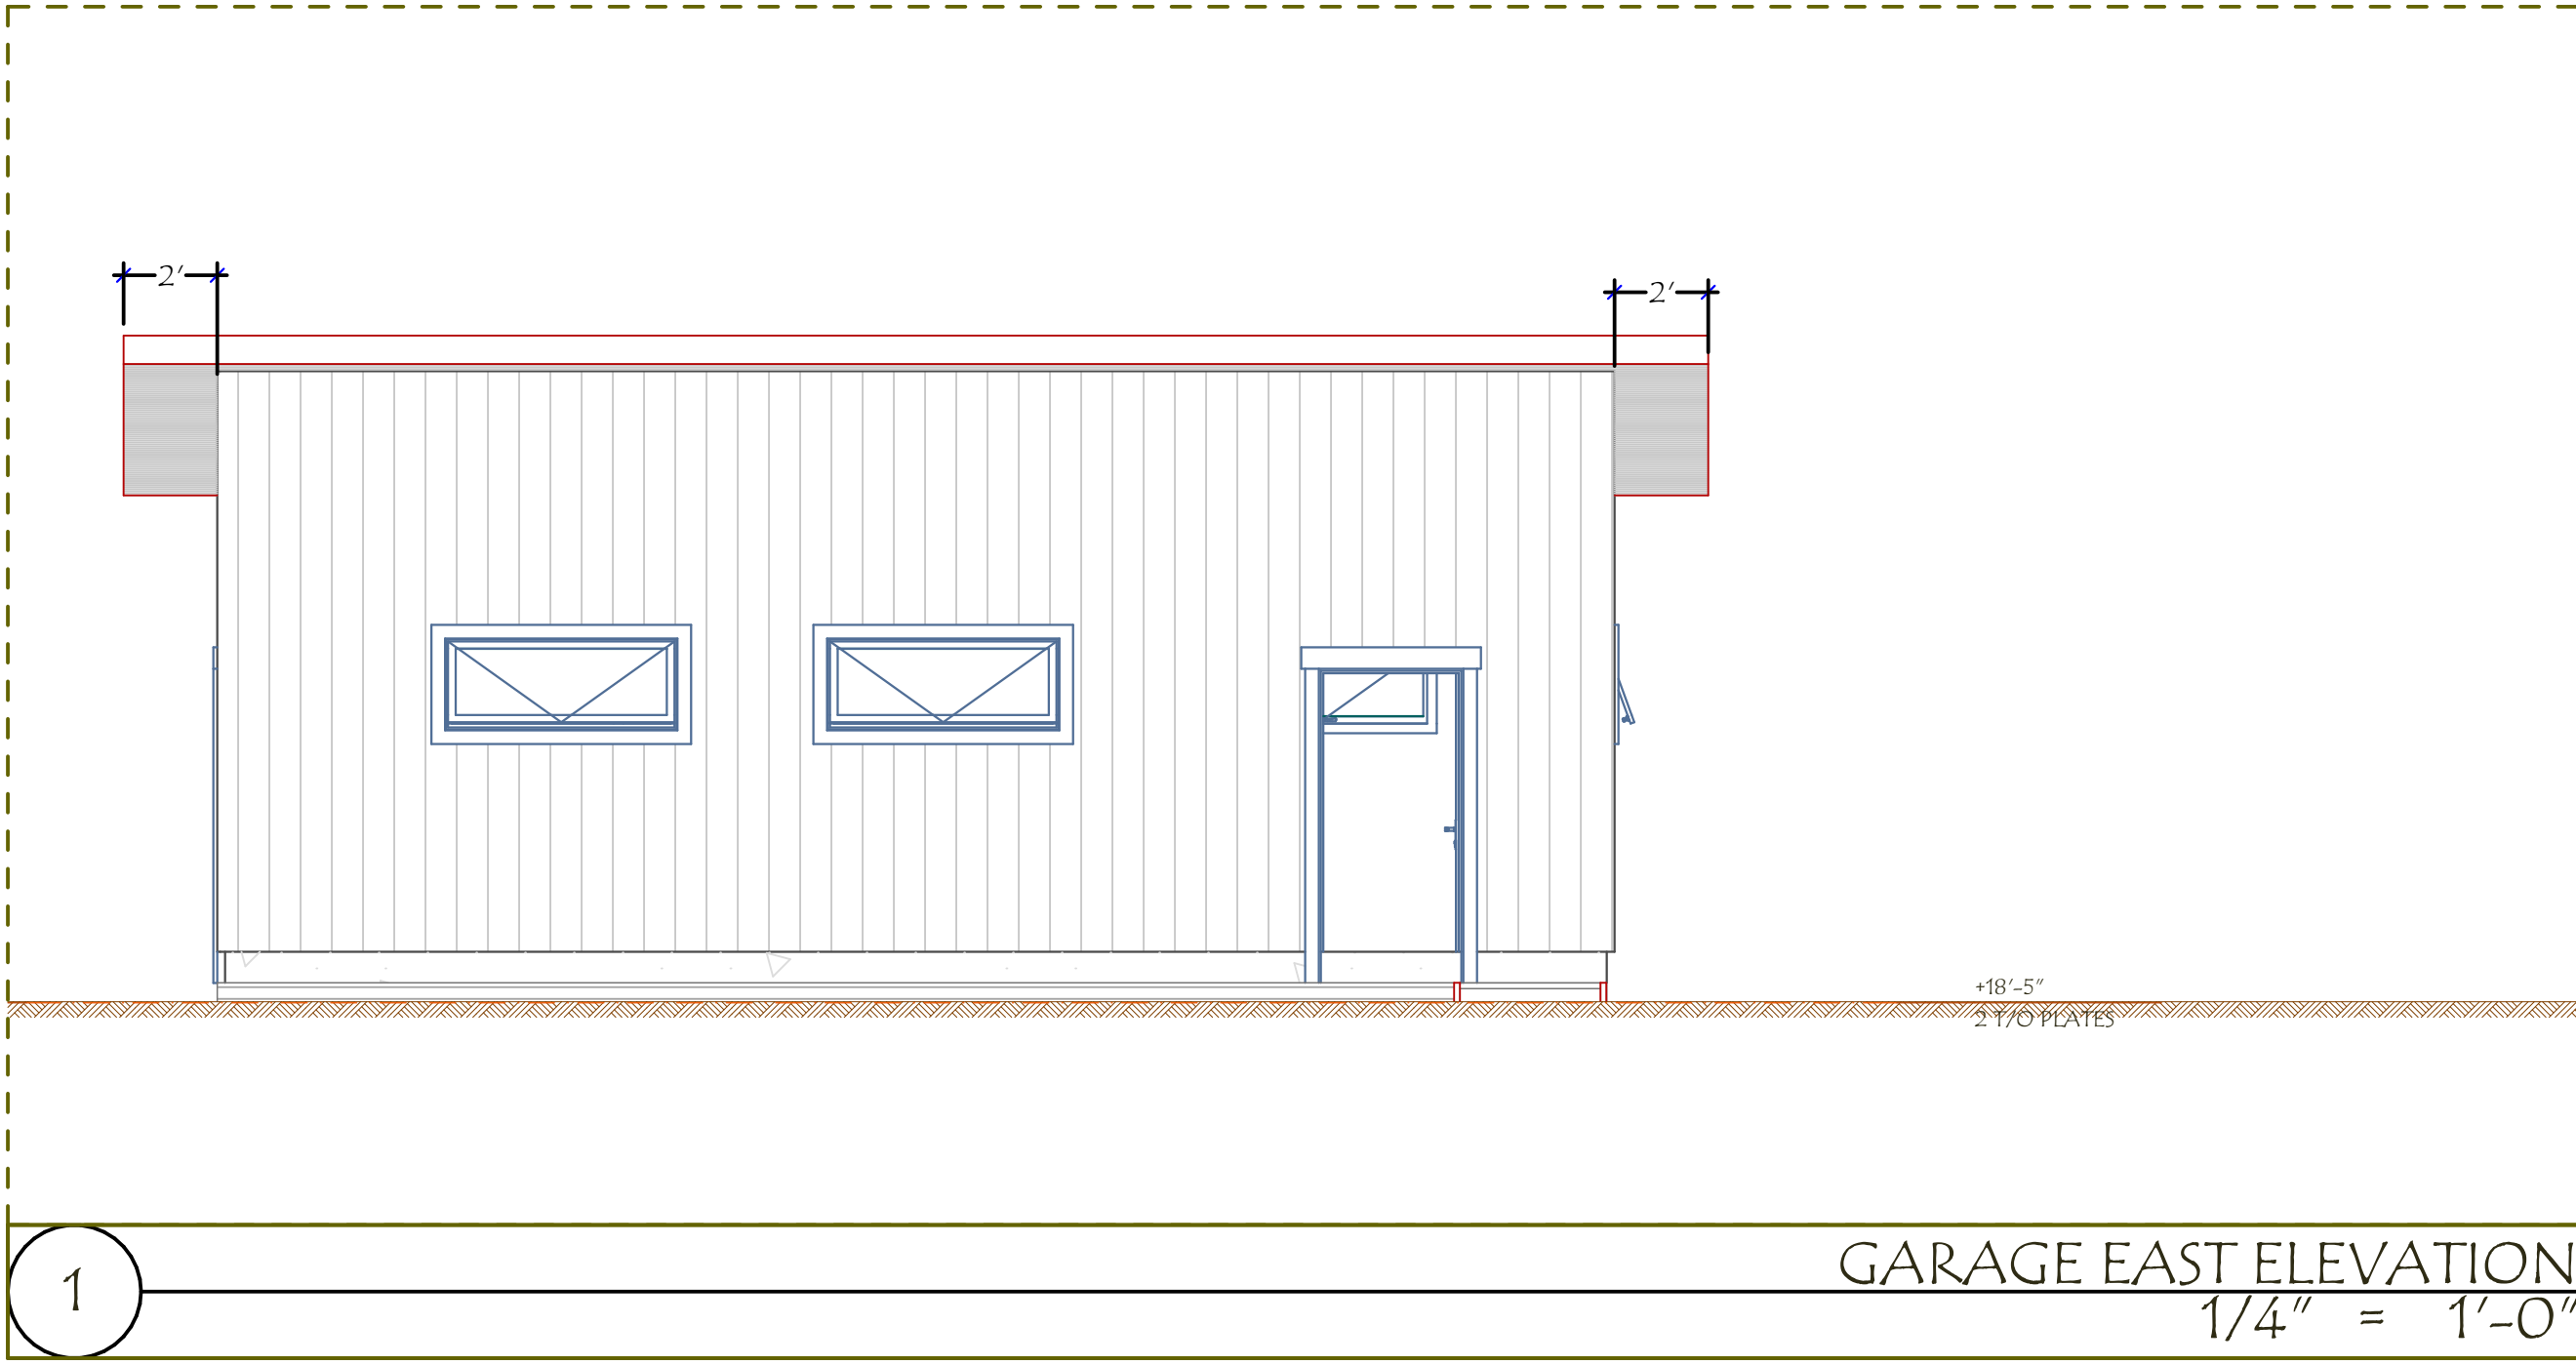 2'
2'
+18'-5"
2 T/O PLATES
1
GARAGE EAST ELEVATION
1/4" = 1'-0"